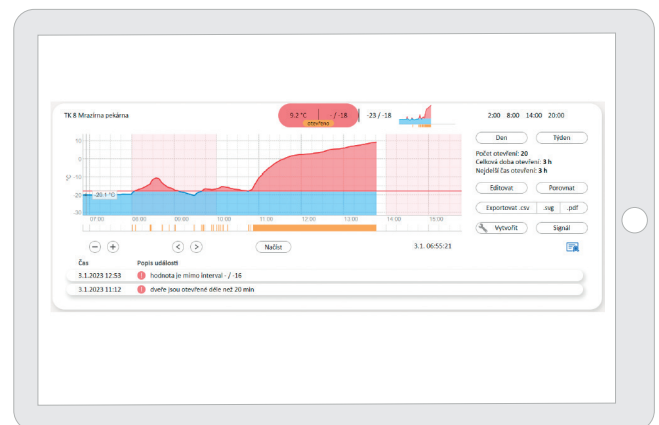 TK 8 Mrazírna pekárna
9.2 °C - / -18 -23 / -18 2:00 8:00 14:00 20:00
otevřeno
Den Týden
Počet otevření: 20
Celková doba otevření: 3 h
Nejdelší čas otevření: 3 h
Editovat Porovnat
Exportovat .csv .svg .pdf
Vytvořit Signál
10
0
-10
-20
-30
°C
-20.1 °C
07:00 08:00 09:00 10:00 11:00 12:00 13:00 14:00 15:00
Načíst 3.1. 06:55:21
Čas Popis události
3.1.2023 12:53 hodnota je mimo interval - / -16
3.1.2023 11:12 dveře jsou otevřené déle než 20 min